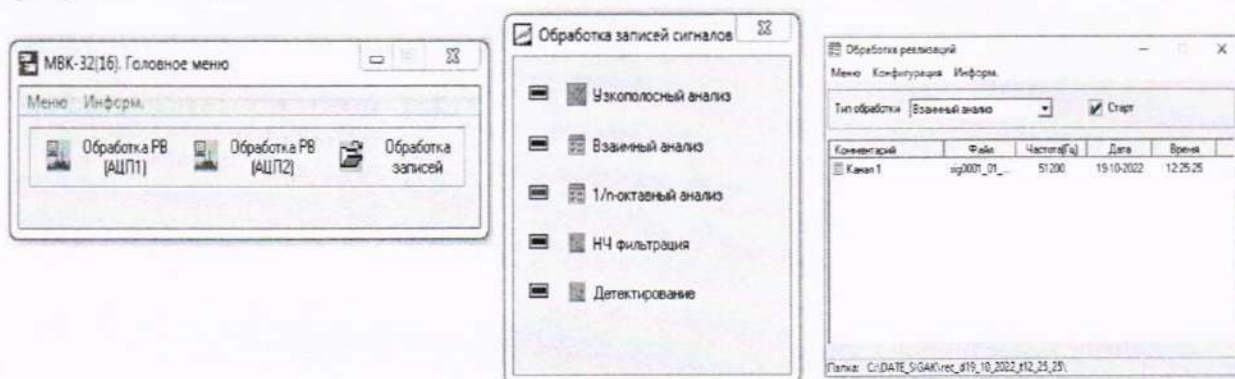 МВК-32(16). Головное меню
Меню Информ.
Обработка РВ (АЦП1)
Обработка РВ (АЦП2)
Обработка записей
Обработка записей сигналов
Узкополосный анализ
Взаимный анализ
1/n-октавный анализ
НЧ фильтрация
Детектирование
Обработка реализаций
Меню Конфигурация Информ.
Тип обработки Взаимный анализ Старт
Комментарий Файл Частота(Гц) Дата Время
Канал 1 sig0001_01_... 51200 19-10-2022 12:25:25
Папка: C:\DATE_SIGAK\rec_d19_10_2022_t12_25_25\